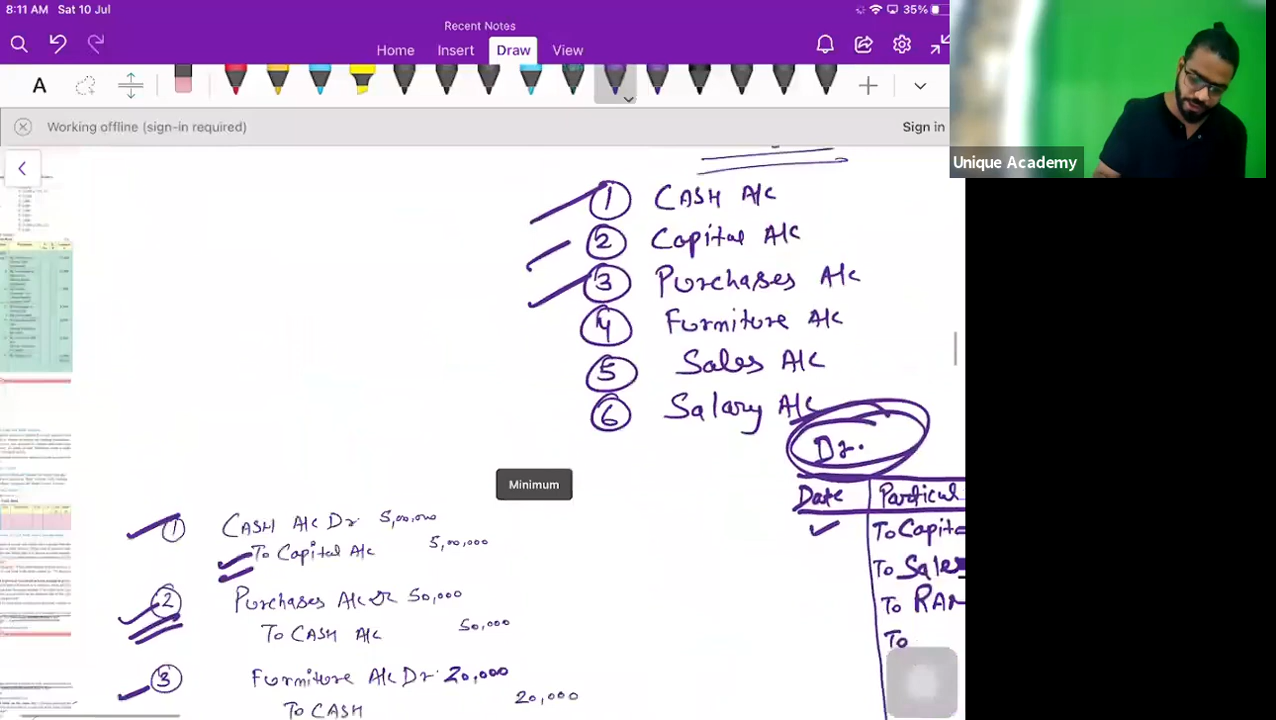 8:11 AM Sat 10 Jul
35%
Recent Notes
Home Insert Draw View
A
Working offline (sign-in required)
Sign in
Unique Academy
1 CASH A/c
2 Capital A/c
3 Purchases A/c
4 Furniture A/c
5 Sales A/c
6 Salary A/c
Dr.
Minimum
Date Particul
To Capita
To Sales
To RAM
To
1 CASH A/c Dr 5,00,000
To Capital A/c 5,00,000
2 Purchases A/c Dr 50,000
To CASH A/c 50,000
3 Furniture A/c Dr. 20,000
To CASH 20,000